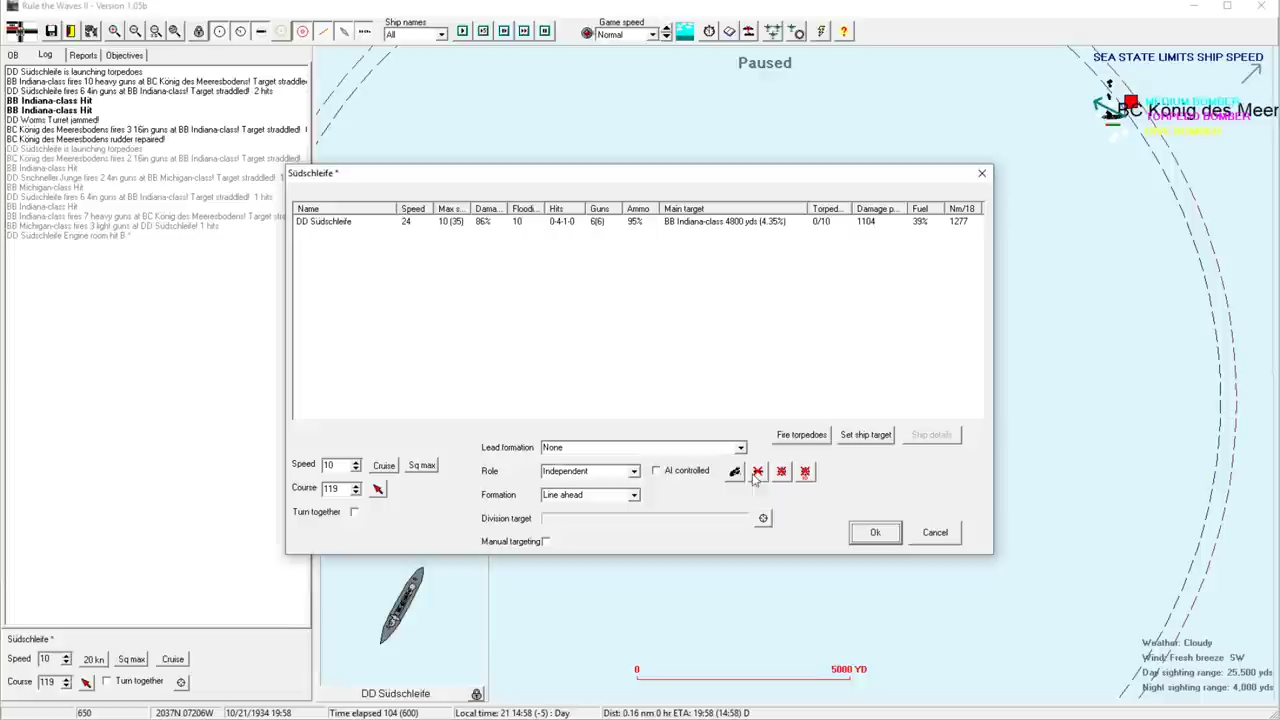 Rule the Waves II - Version 1.05b
Ship names
All
Game speed
Normal
OB Log Reports Objectives
DD Südschleife is launching torpedoes
BB Indiana-class fires 10 heavy guns at BC König des Meeresbodens! Target straddle
DD Südschleife fires 6 4in guns at BB Indiana-class! Target straddled! 2 hits
BB Indiana-class Hit
BB Indiana-class Hit
DD Worms Turret jammed!
BC König des Meeresbodens fires 3 16in guns at BB Indiana-class! Target straddled!
BC König des Meeresbodens rudder repaired!
DD Südschleife is launching torpedoes
BC König des Meeresbodens fires 2 16in guns at BB Indiana-class! Target straddled!
BB Indiana-class Hit
DD Snchneller Junge fires 2 4in guns at BB Michigan-class! Target straddled! 1
BB Michigan-class Hit
DD Südschleife fires 6 4in guns at BB Indiana-class! Target straddled! 1 hits
BB Indiana-class Hit
BB Indiana-class fires 7 heavy guns at BC König des Meeresbodens! Target stra
BB Michigan-class fires 3 light guns at DD Südschleife! 1 hits
DD Südschleife Engine room hit B *
Paused
SEA STATE LIMITS SHIP SPEED
MEDIUM BOMBER
BC König des Meer
TORPEDO BOMBER
Südschleife *
Name Speed Max s... Dama... Floodi... Hits Guns Ammo Main target Torped... Damage p... Fuel Nm/18
DD Südschleife 24 10 (35) 86% 10 0-4-1-0 6(6) 95% BB Indiana-class 4800 yds (4.35%) 0/10 1104 39% 1277
Fire torpedoes Set ship target Ship details
Lead formation None
Speed 10 Cruise Sq max
Role Independent AI controlled
Course 119
Formation Line ahead
Turn together
Division target
Manual targeting
Ok Cancel
Südschleife *
Speed 10 20 kn Sq max Cruise
Course 119 Turn together
DD Südschleife
0 5000 YD
Weather: Cloudy
Wind: Fresh breeze SW
Day sighting range: 25,500 yds
Night sighting range: 4,000 yds
650 2037N 07206W 10/21/1934 19:58 Time elapsed 104 (600) Local time: 21 14:58 (-5) : Day Dist: 0.16 nm 0 hr ETA: 19:58 (14:58) D